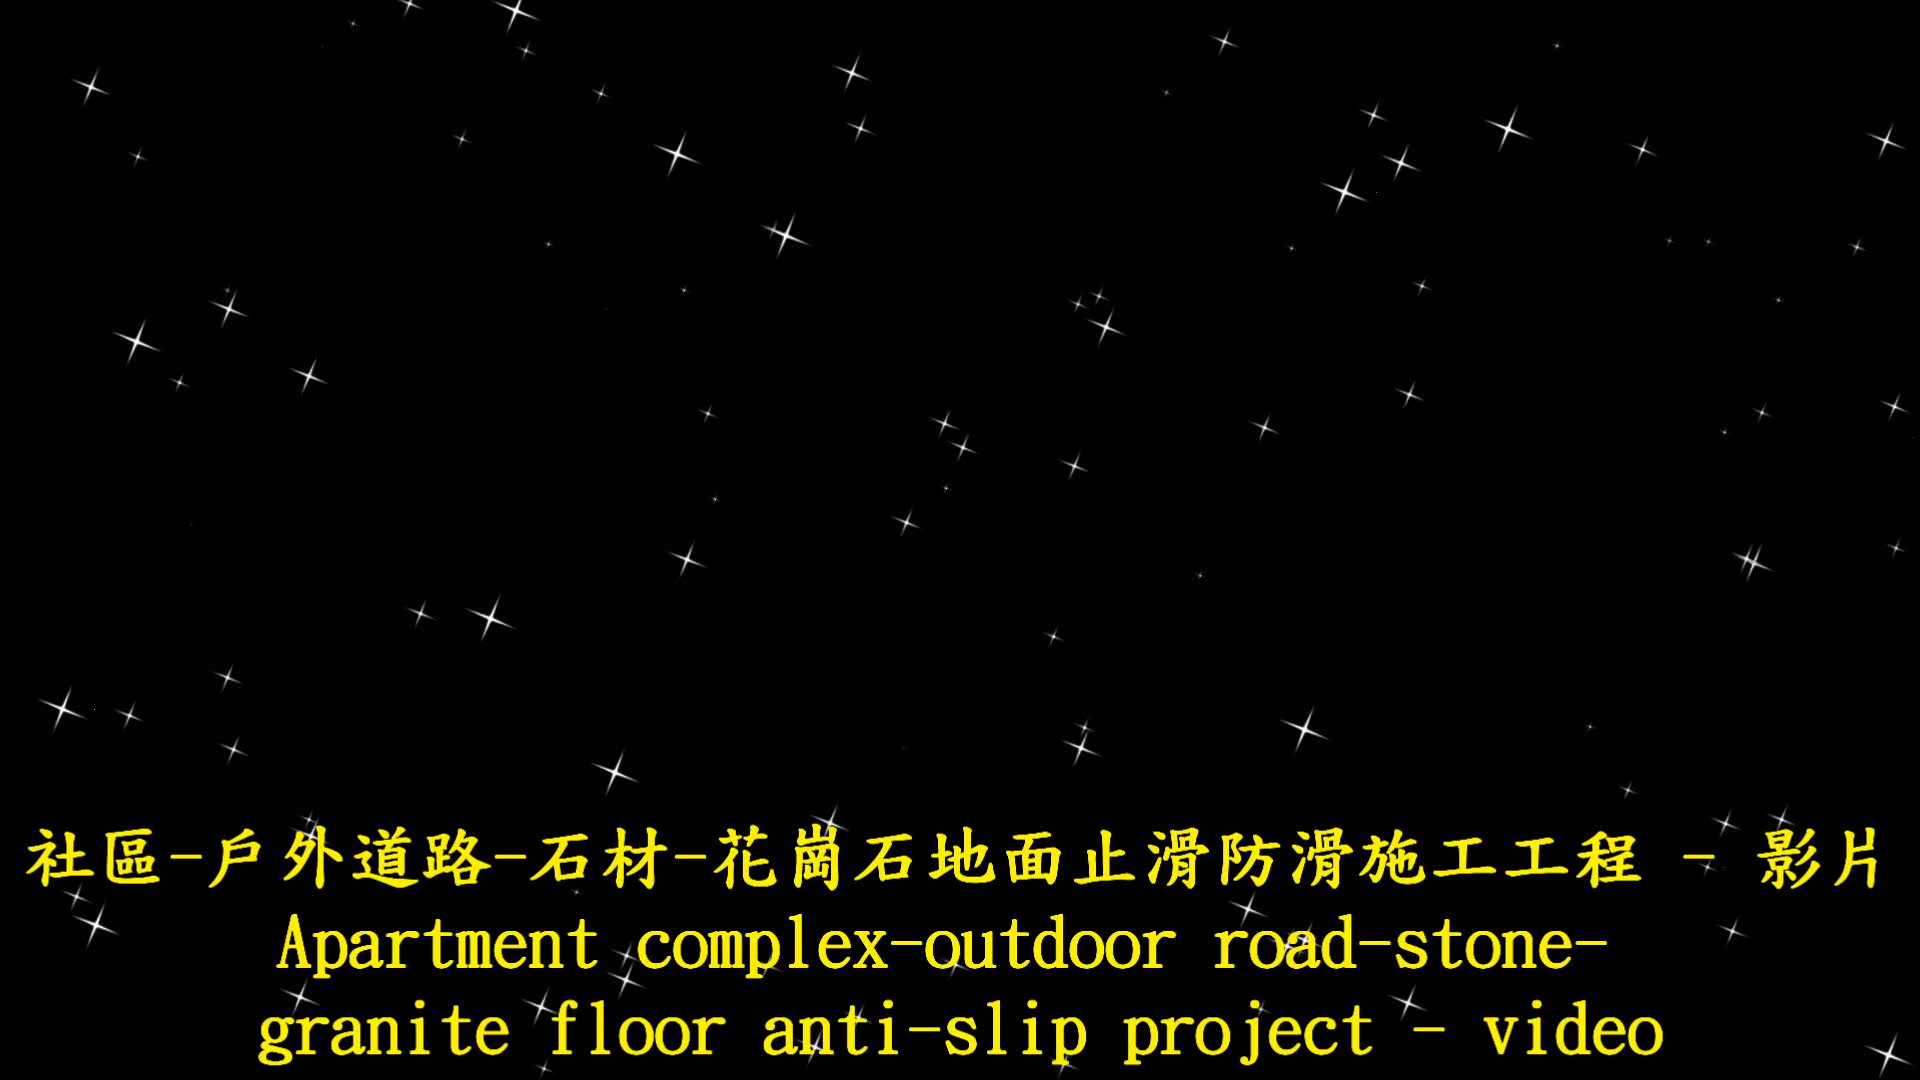 社區-戶外道路-石材-花崗石地面止滑防滑施工工程 - 影片
Apartment complex-outdoor road-stone-
granite floor anti-slip project - video